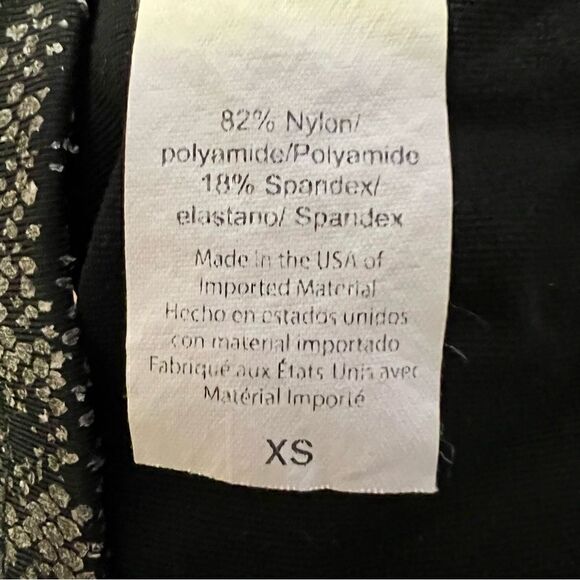 82% Nylon/
polyamide/Polyamide
18% Spandex/
elastano/ Spandex
Made in the USA of
Imported Material
Hecho en estados unidos
con material importado
Fabriqué aux États Unis avec
Matérial Importé
XS